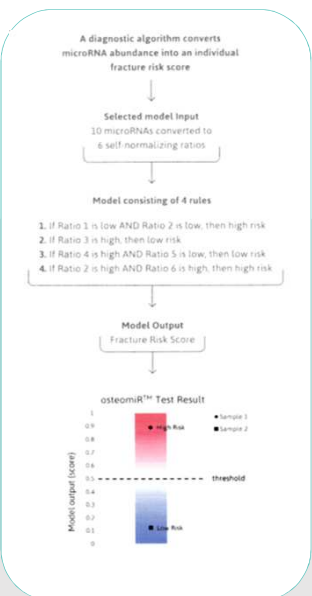 A diagnostic algorithm converts
microRNA abundance into an individual
fracture risk score
Selected model Input
10 microRNAs converted to
6 self-normalizing ratios
Model consisting of 4 rules
1. If Ratio 1 is low AND Ratio 2 is low, then high risk
2. If Ratio 3 is high, then low risk
3. If Ratio 4 is high AND Ratio 5 is low, then low risk
4. If Ratio 2 is high AND Ratio 6 is high, then high risk
Model Output
Fracture Risk Score
osteomiR™ Test Result
Model output (score)
1
0.9
0.8
0.7
0.6
0.5
0.4
0.3
0.2
0.1
0
High Risk
Low Risk
Sample 1
Sample 2
threshold